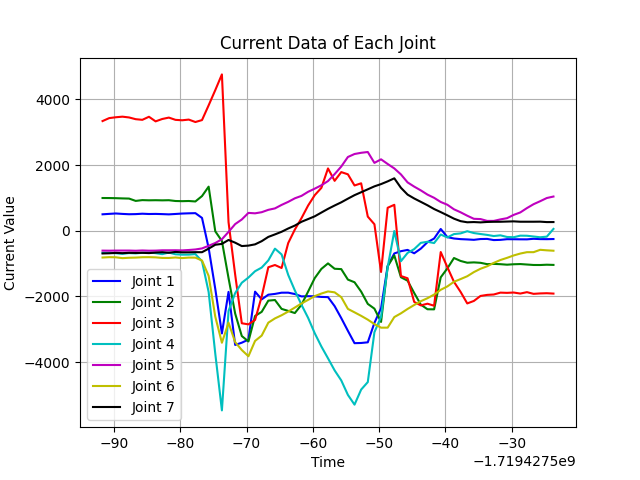 Current Data of Each Joint
4000
2000
0
−2000
−4000
Current Value
Joint 1
Joint 2
Joint 3
Joint 4
Joint 5
Joint 6
Joint 7
−90 −80 −70 −60 −50 −40 −30
Time
−1.7194275e9